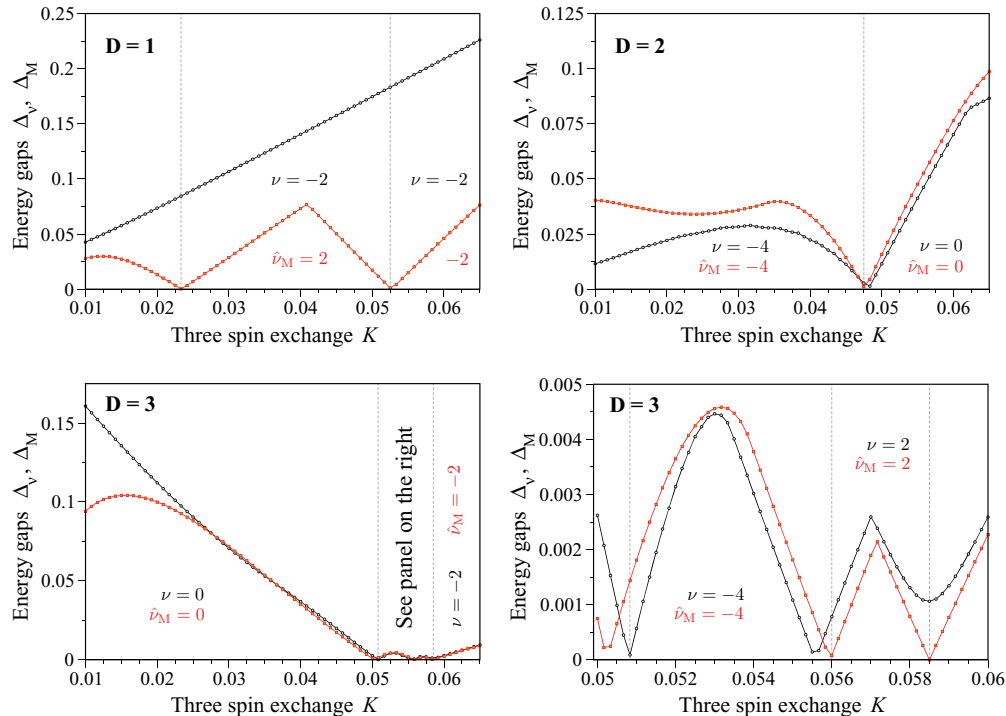 D = 1
Energy gaps Δν, ΔM
0.25
0.2
0.15
0.1
0.05
0
ν = −2
ν = −2
ν̂M = 2
−2
0.01
0.02
0.03
0.04
0.05
0.06
Three spin exchange K
D = 2
Energy gaps Δν, ΔM
0.125
0.1
0.075
0.05
0.025
0
ν = −4
ν̂M = −4
ν = 0
ν̂M = 0
0.01
0.02
0.03
0.04
0.05
0.06
Three spin exchange K
D = 3
Energy gaps Δν, ΔM
0.15
0.1
0.05
0
ν = 0
ν̂M = 0
See panel on the right
ν̂M = −2
ν = −2
0.01
0.02
0.03
0.04
0.05
0.06
Three spin exchange K
D = 3
Energy gaps Δν, ΔM
0.005
0.004
0.003
0.002
0.001
0
ν = 2
ν̂M = 2
ν = −4
ν̂M = −4
0.05
0.052
0.054
0.056
0.058
0.06
Three spin exchange K